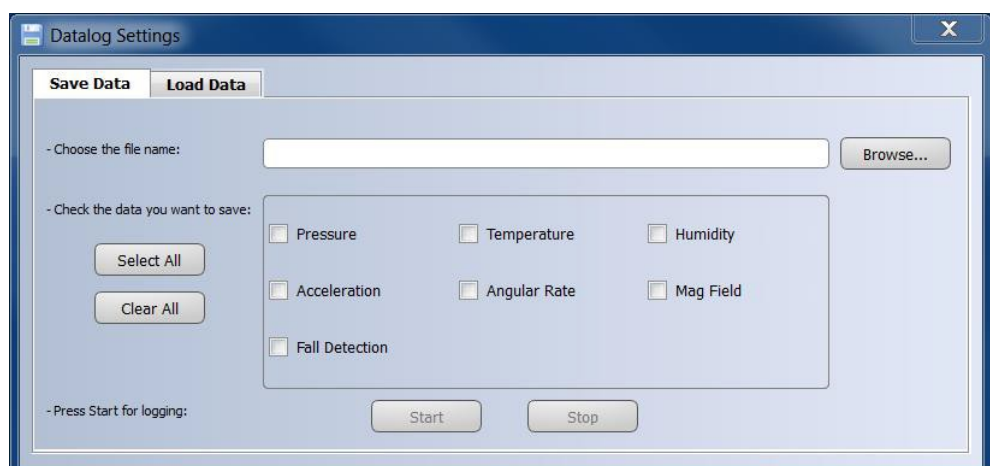 Datalog Settings
X
Save Data Load Data
- Choose the file name:
Browse...
- Check the data you want to save:
Pressure Temperature Humidity
Select All
Acceleration Angular Rate Mag Field
Clear All
Fall Detection
- Press Start for logging:
Start Stop